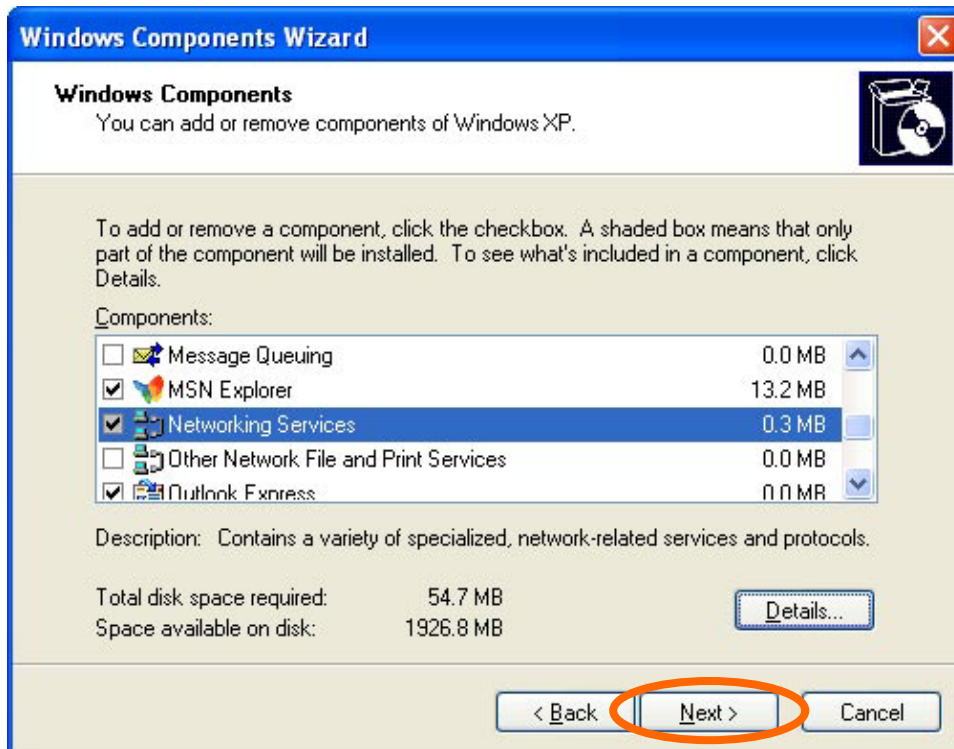 Windows Components Wizard
Windows Components
You can add or remove components of Windows XP.
To add or remove a component, click the checkbox. A shaded box means that only
part of the component will be installed. To see what's included in a component, click
Details.
Components:
Message Queuing 0.0 MB
MSN Explorer 13.2 MB
Networking Services 0.3 MB
Other Network File and Print Services 0.0 MB
Outlook Express 0.0 MB
Description: Contains a variety of specialized, network-related services and protocols.
Total disk space required: 54.7 MB
Space available on disk: 1926.8 MB
Details...
< Back Next > Cancel